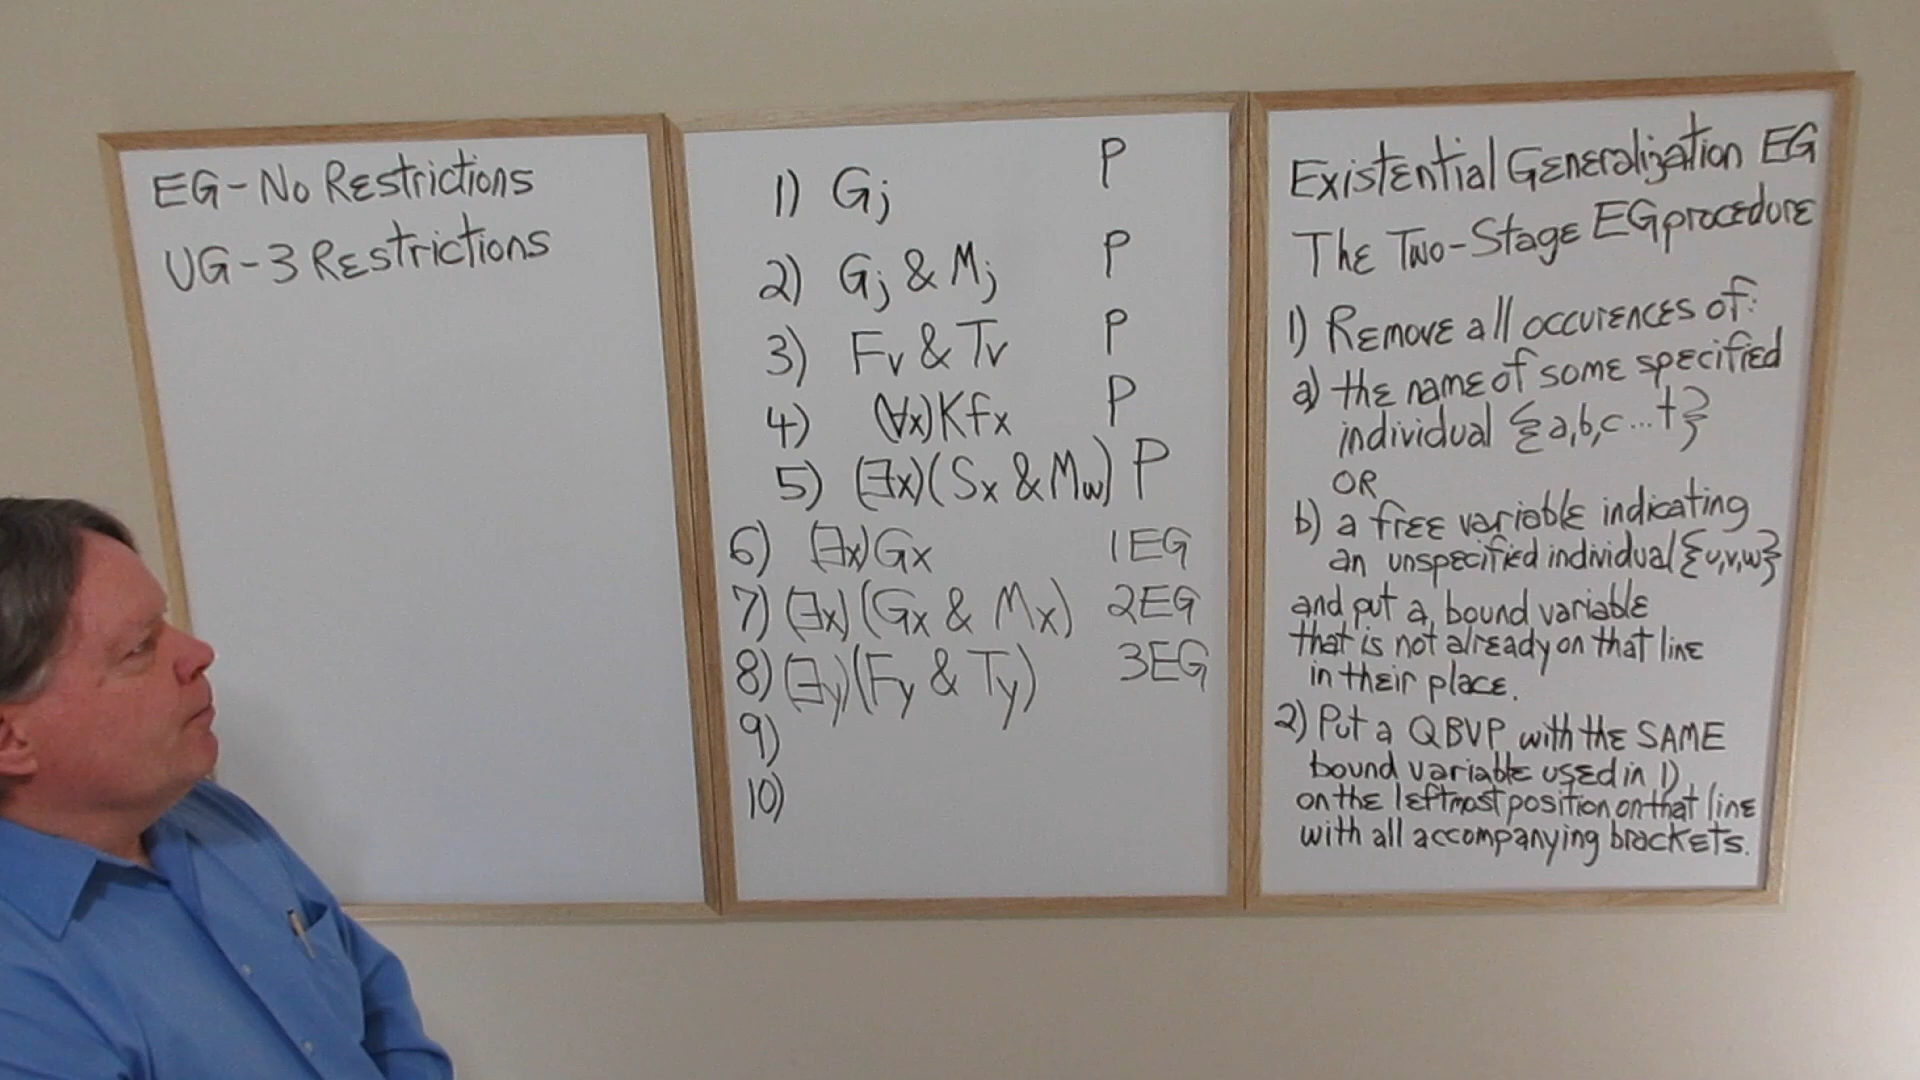 EG - No Restrictions
UG - 3 Restrictions
1) Gj P
2) Gj & Mj P
3) Fv & Tv P
4) (∀x)Kfx P
5) (∃x)(Sx & Mw) P
6) (∃x)Gx 1EG
7) (∃x)(Gx & Mx) 2EG
8) (∃y)(Fy & Ty) 3EG
9)
10)
Existential Generalization EG
The Two-Stage EG procedure
1) Remove all occurences of:
a) the name of some specified
individual {a,b,c...t}
OR
b) a free variable indicating
an unspecified individual {u,v,w}
and put a bound variable
that is not already on that line
in their place.
2) Put a QBVP with the SAME
bound variable used in 1)
on the leftmost position on that line
with all accompanying brackets.